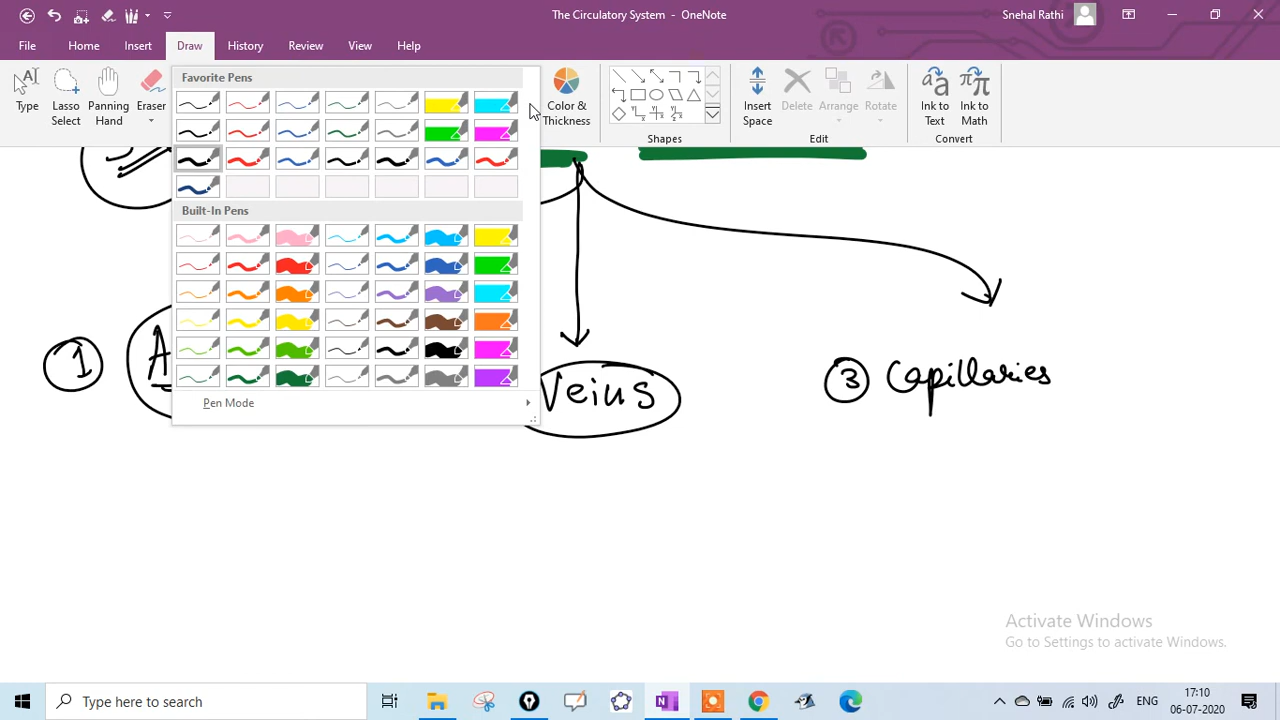 The Circulatory System - OneNote
Snehal Rathi
File Home Insert Draw History Review View Help
Type
Lasso Select
Panning Hand
Eraser
Favorite Pens
Built-In Pens
Pen Mode
Color & Thickness
Shapes
Insert Space
Delete
Arrange
Rotate
Edit
Ink to Text
Ink to Math
Convert
1 A
Veins
3 Capillaries
Activate Windows
Go to Settings to activate Windows.
Type here to search
ENG
17:10
06-07-2020